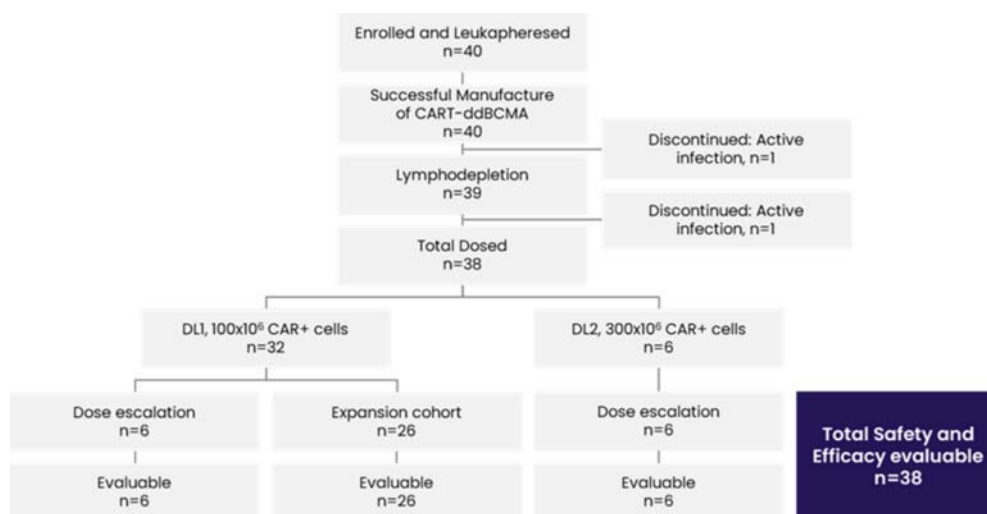 Enrolled and Leukapheresed
n=40
Successful Manufacture
of CART-ddBCMA
n=40
Discontinued: Active
infection, n=1
Lymphodepletion
n=39
Discontinued: Active
infection, n=1
Total Dosed
n=38
DL1, 100x10⁶ CAR+ cells
n=32
DL2, 300x10⁶ CAR+ cells
n=6
Dose escalation
n=6
Expansion cohort
n=26
Dose escalation
n=6
Evaluable
n=6
Evaluable
n=26
Evaluable
n=6
Total Safety and
Efficacy evaluable
n=38